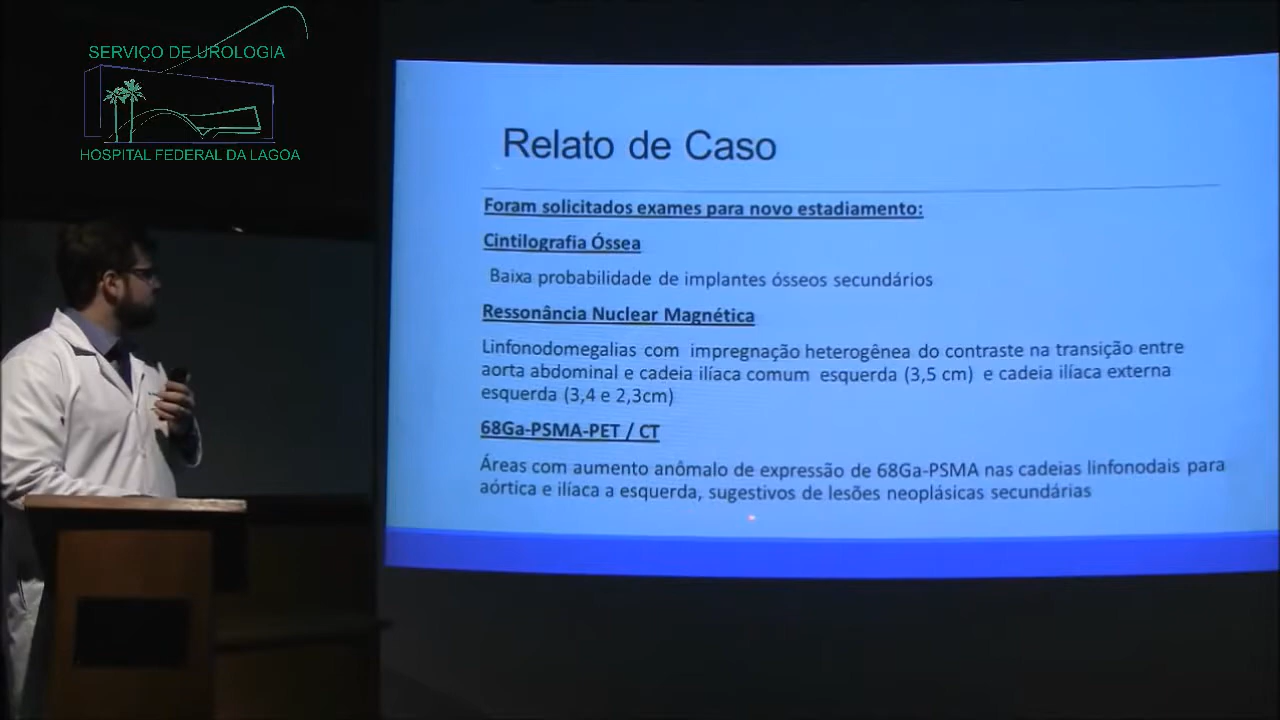 SERVIÇO DE UROLOGIA
HOSPITAL FEDERAL DA LAGOA
Relato de Caso
Foram solicitados exames para novo estadiamento:
Cintilografia Óssea
Baixa probabilidade de implantes ósseos secundários
Ressonância Nuclear Magnética
Linfonodomegalias com impregnação heterogênea do contraste na transição entre
aorta abdominal e cadeia ilíaca comum esquerda (3,5 cm) e cadeia ilíaca externa
esquerda (3,4 e 2,3cm)
68Ga-PSMA-PET / CT
Áreas com aumento anômalo de expressão de 68Ga-PSMA nas cadeias linfonodais para
aórtica e ilíaca a esquerda, sugestivos de lesões neoplásicas secundárias